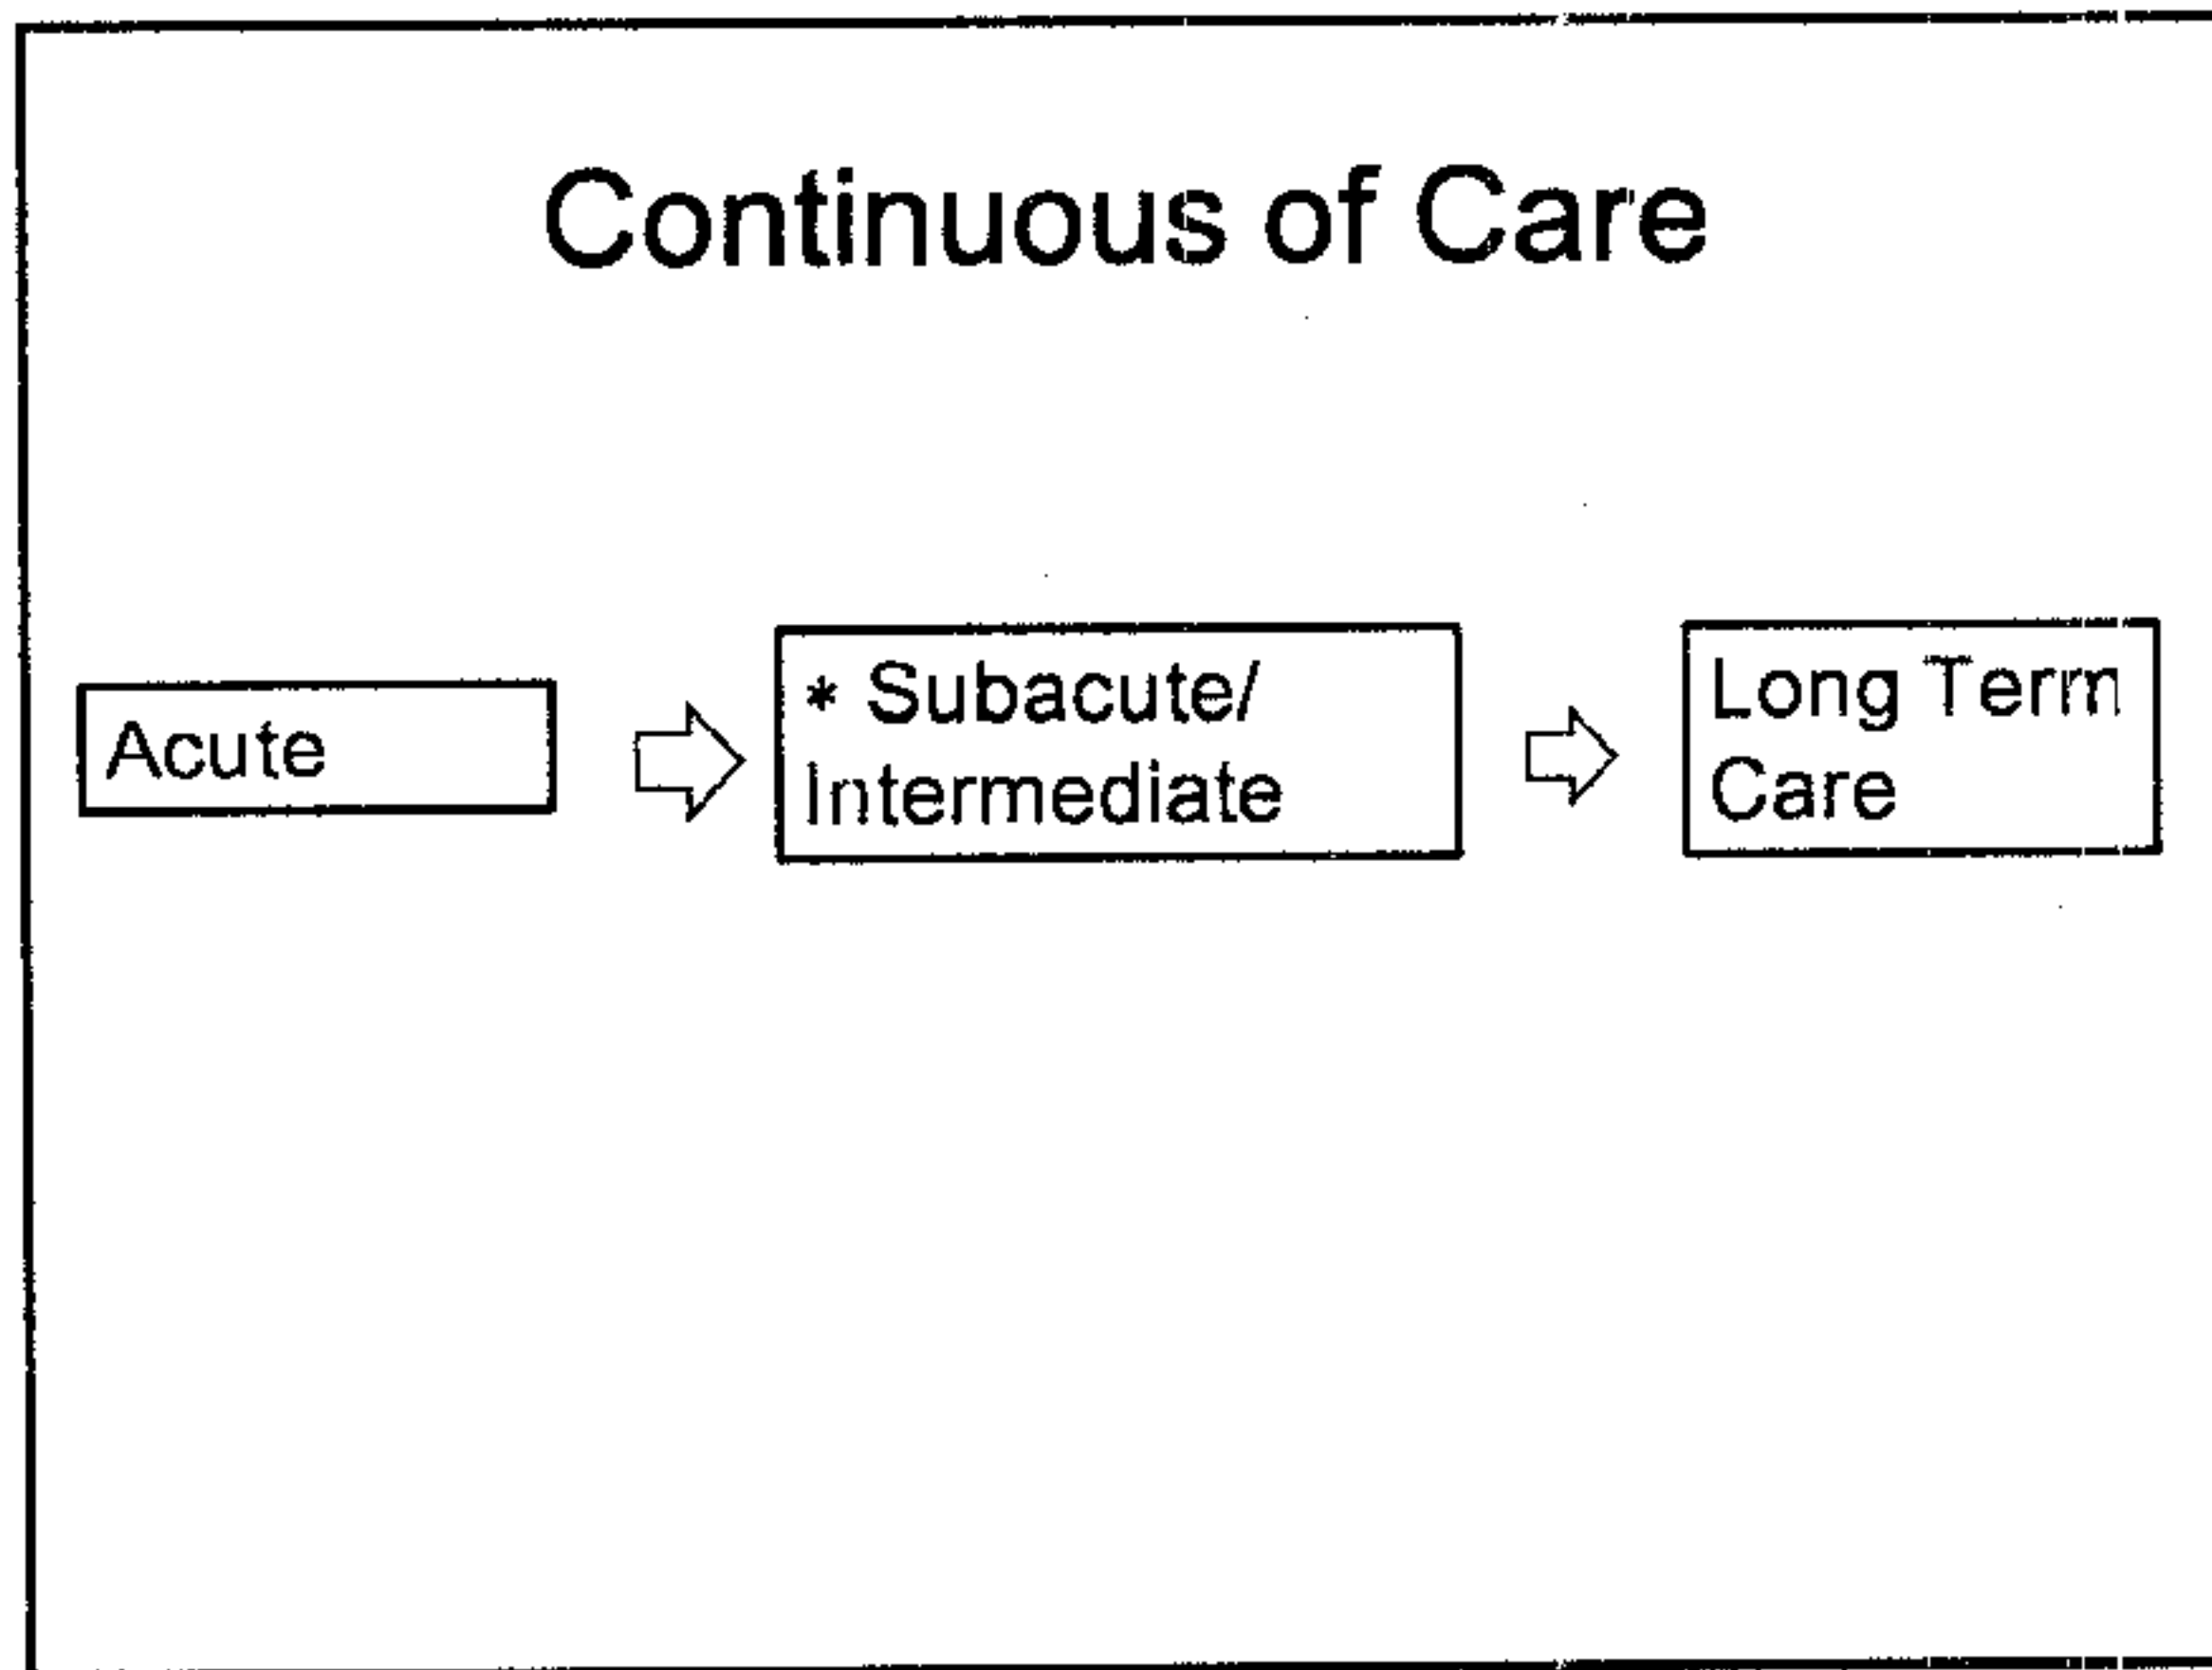 Continuous of Care
Acute
* Subacute/
Intermediate
Long Term
Care